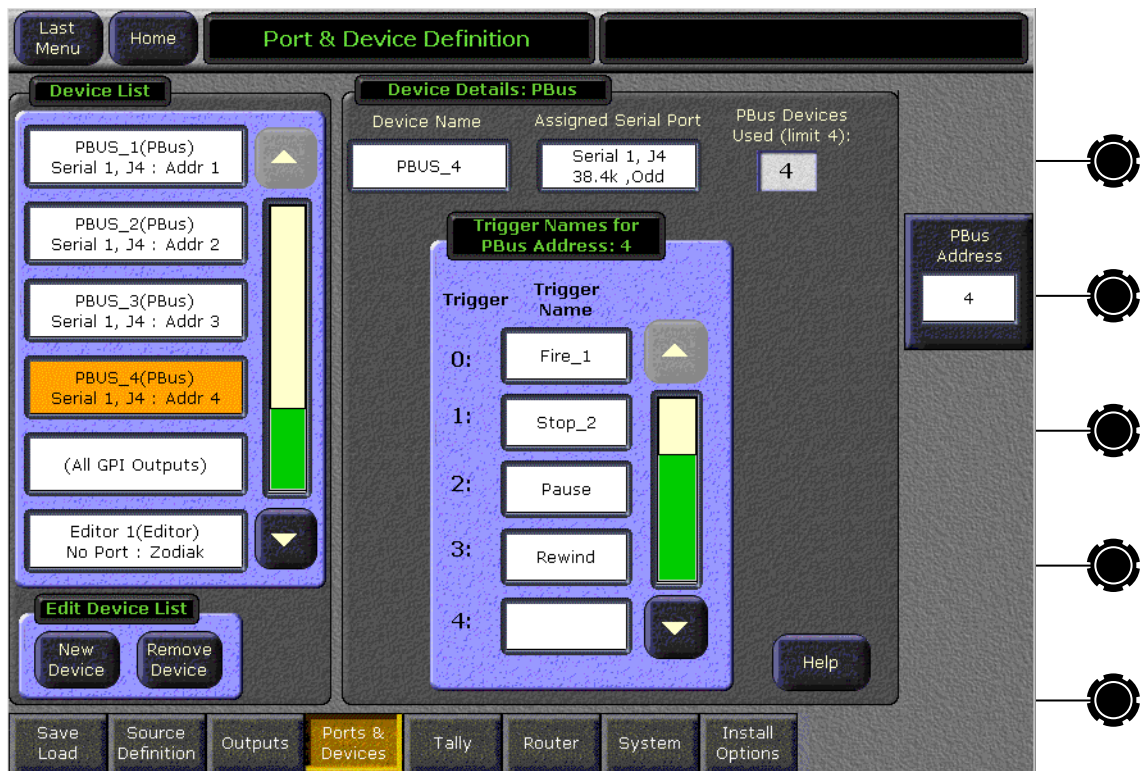 Last
Menu
Home
Port & Device Definition
Device List
PBUS_1(PBus)
Serial 1, J4 : Addr 1
PBUS_2(PBus)
Serial 1, J4 : Addr 2
PBUS_3(PBus)
Serial 1, J4 : Addr 3
PBUS_4(PBus)
Serial 1, J4 : Addr 4
(All GPI Outputs)
Editor 1(Editor)
No Port : Zodiak
Edit Device List
New
Device
Remove
Device
Device Details: PBus
Device Name
PBUS_4
Assigned Serial Port
Serial 1, J4
38.4k ,Odd
PBus Devices
Used (limit 4):
4
Trigger Names for
PBus Address: 4
Trigger
Trigger
Name
0:
Fire_1
1:
Stop_2
2:
Pause
3:
Rewind
4:
Help
PBus
Address
4
Save
Load
Source
Definition
Outputs
Ports &
Devices
Tally
Router
System
Install
Options